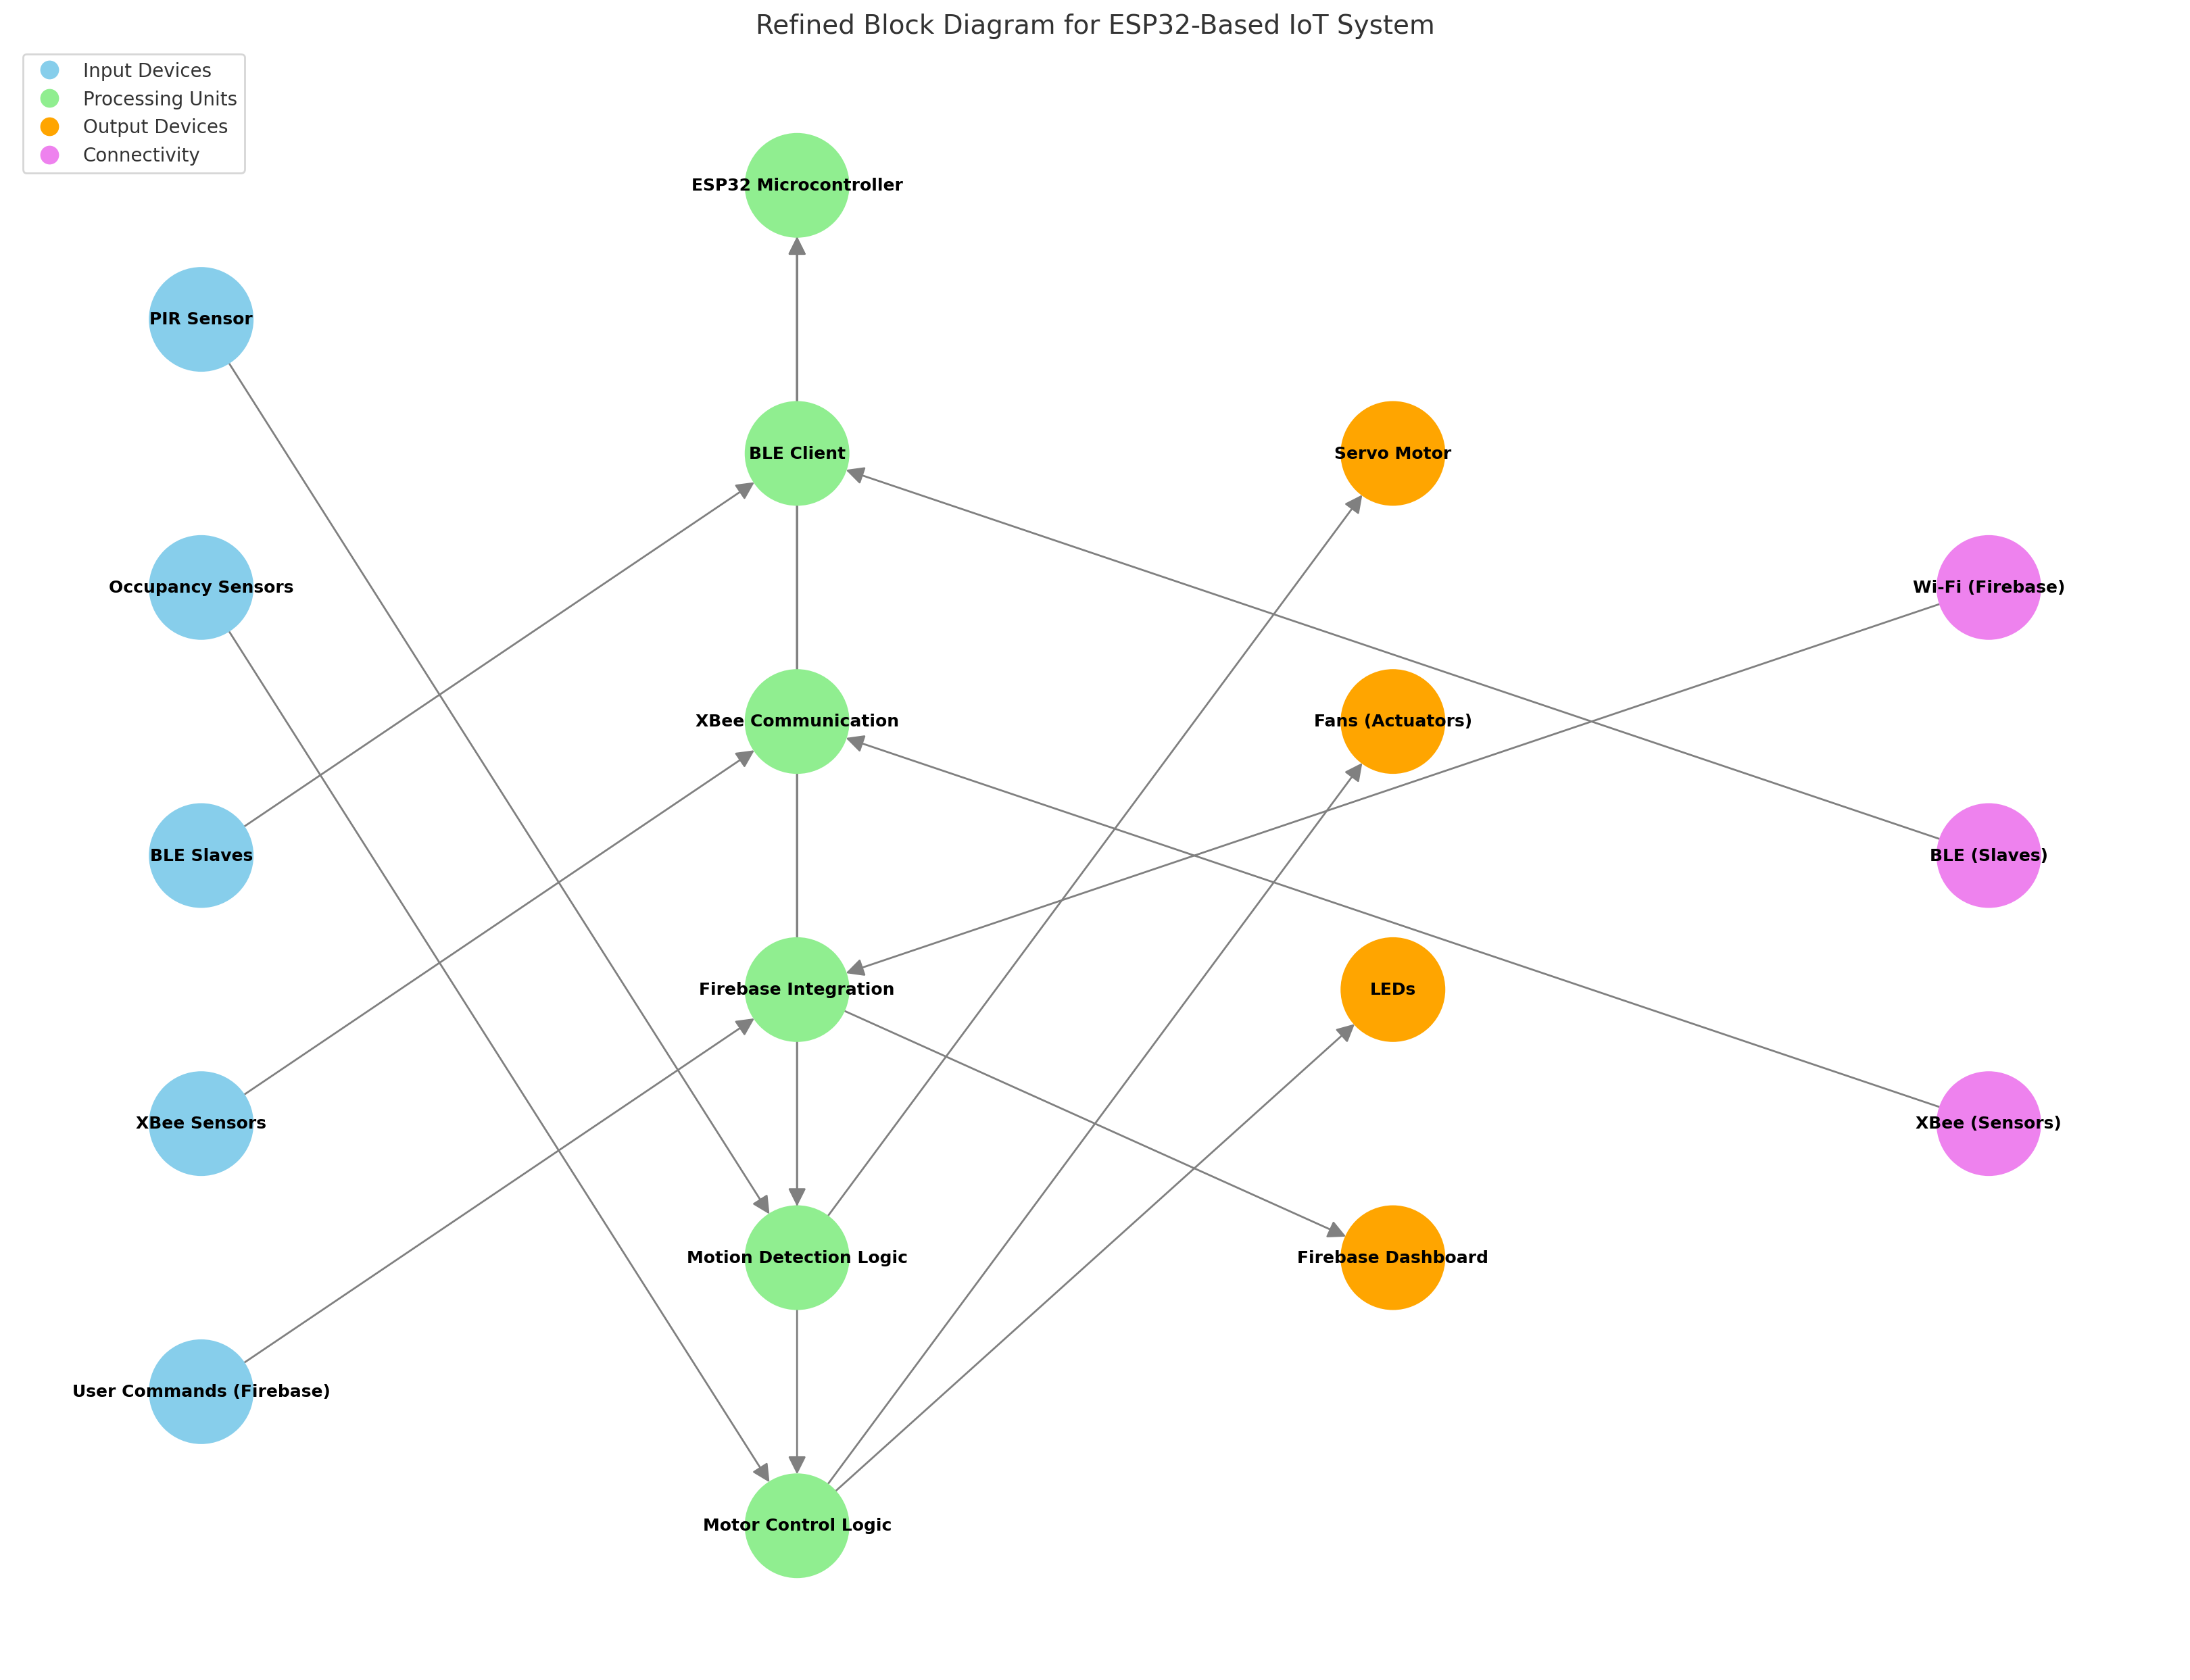 Refined Block Diagram for ESP32-Based IoT System
Input Devices
Processing Units
Output Devices
Connectivity
ESP32 Microcontroller
PIR Sensor
BLE Client
Servo Motor
Occupancy Sensors
Wi-Fi (Firebase)
XBee Communication
Fans (Actuators)
BLE Slaves
BLE (Slaves)
Firebase Integration
LEDs
XBee Sensors
XBee (Sensors)
Motion Detection Logic
Firebase Dashboard
User Commands (Firebase)
Motor Control Logic